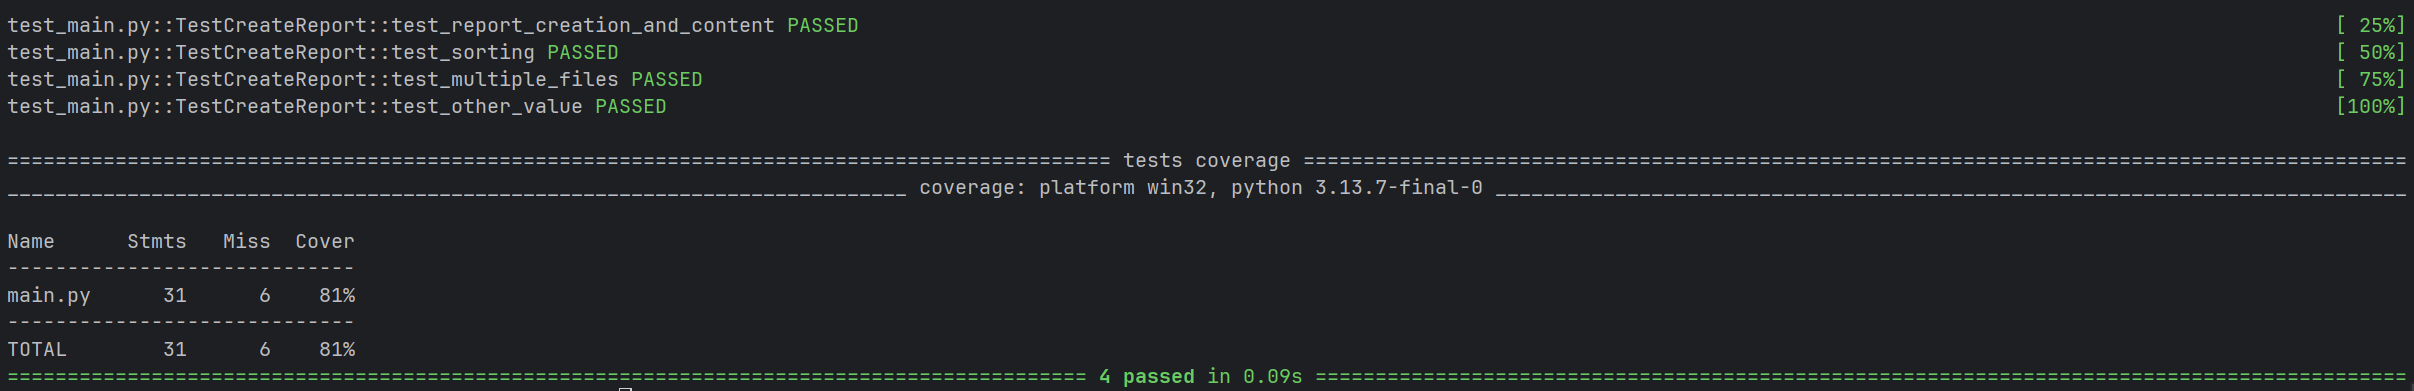 test_main.py::TestCreateReport::test_report_creation_and_content PASSED [ 25%]
test_main.py::TestCreateReport::test_sorting PASSED [ 50%]
test_main.py::TestCreateReport::test_multiple_files PASSED [ 75%]
test_main.py::TestCreateReport::test_other_value PASSED [100%]
============================================================================================ tests coverage ============================================================================================
___________________________________________________________________________ coverage: platform win32, python 3.13.7-final-0 ____________________________________________________________________________
Name      Stmts   Miss  Cover
-----------------------------
main.py      31      6    81%
-----------------------------
TOTAL        31      6    81%
========================================================================================== 4 passed in 0.09s ===========================================================================================